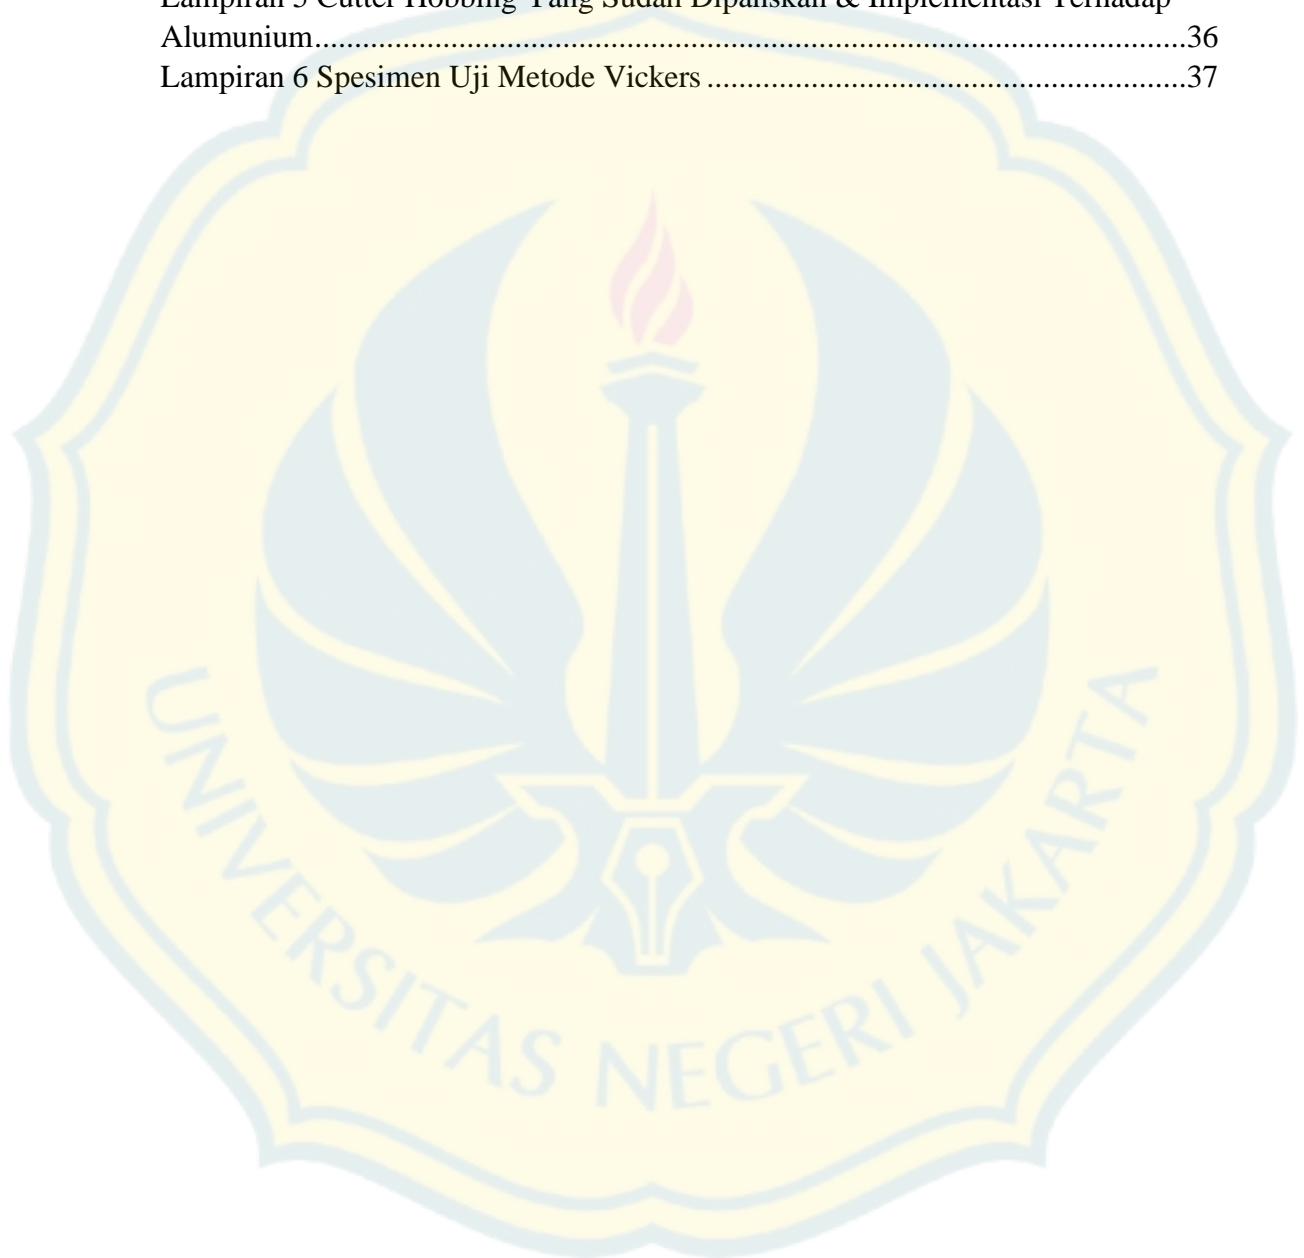 Lampiran 5 Cutter Hobbing Yang Sudah Dipanskan & Implementasi Terhadap
Alumunium..............................................................................................................36
Lampiran 6 Spesimen Uji Metode Vickers ............................................................37
UNIVERSITAS NEGERI JAKARTA